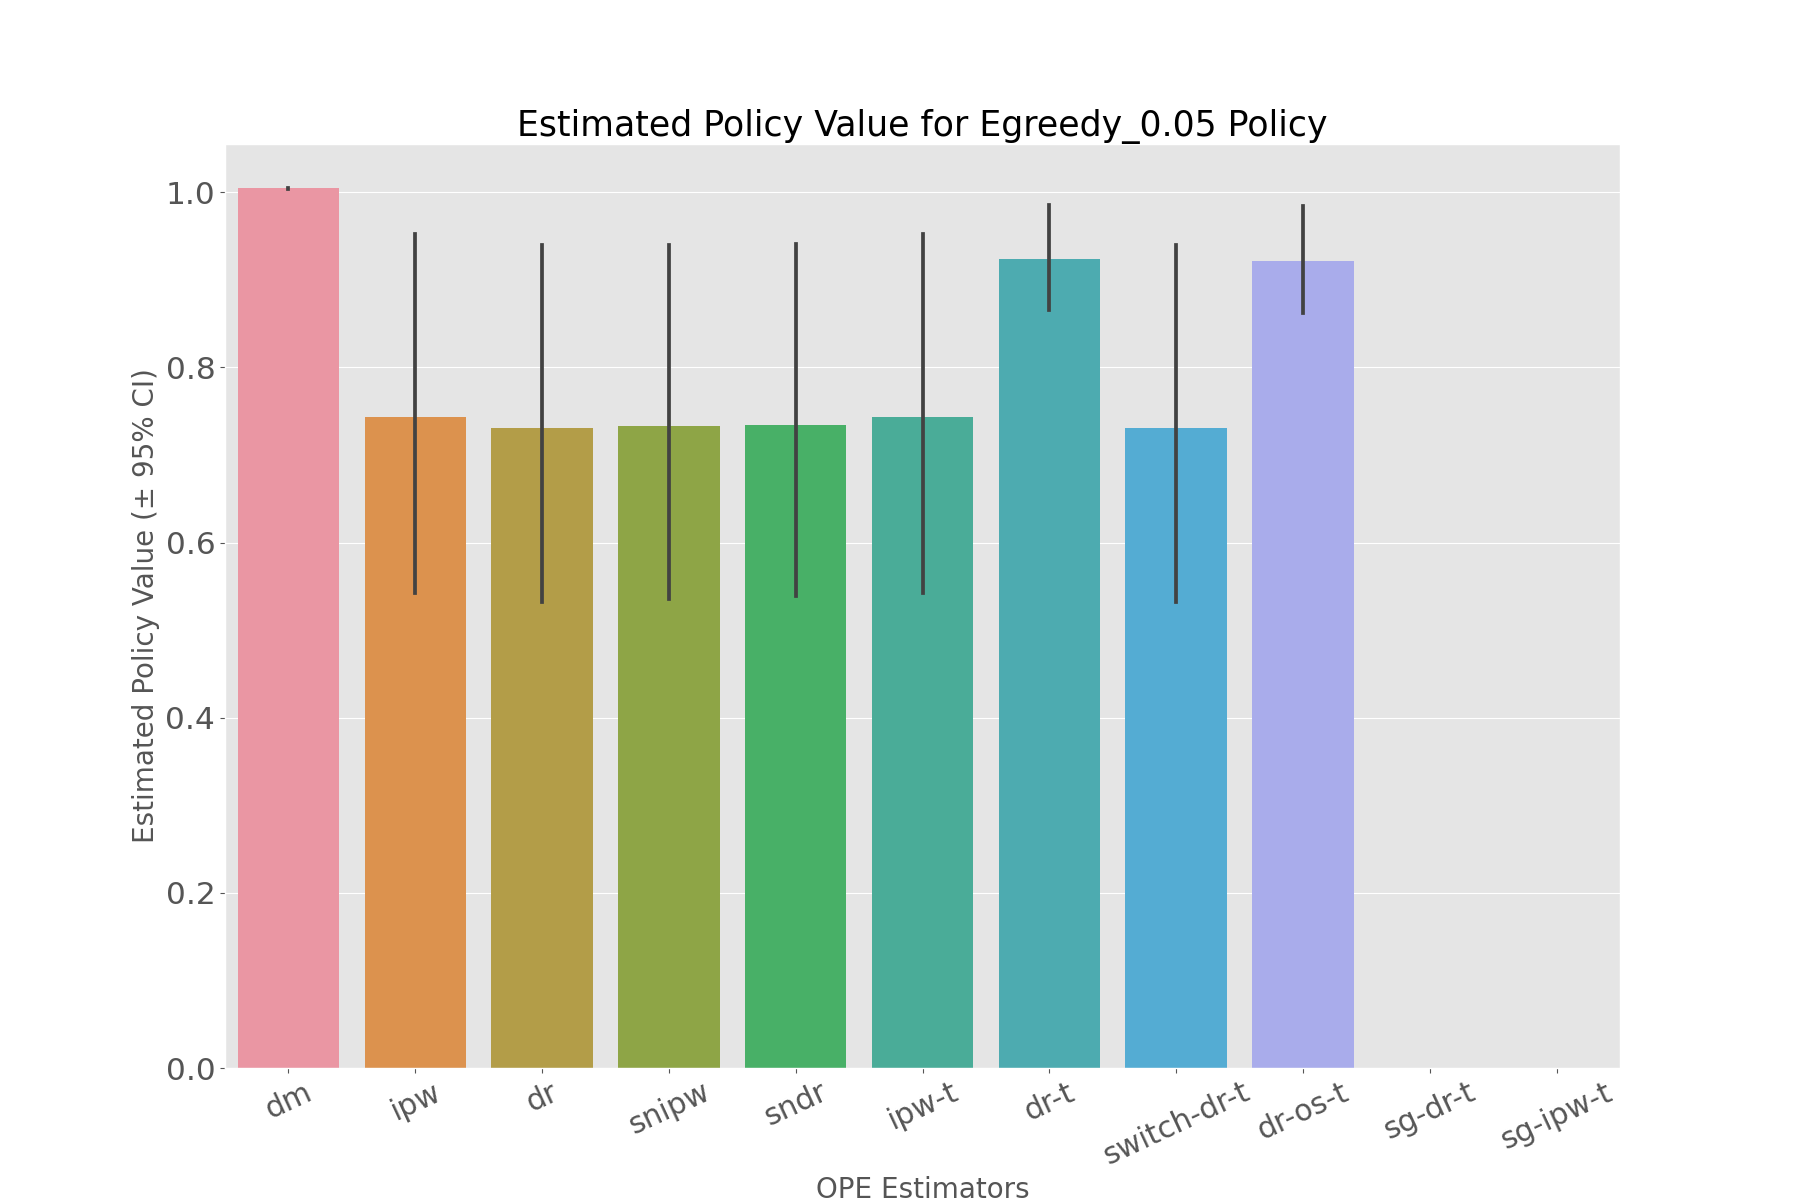 Estimated Policy Value for Egreedy_0.05 Policy
Estimated Policy Value (± 95% CI)
1.0
0.8
0.6
0.4
0.2
0.0
dm
ipw
dr
snipw
sndr
ipw-t
dr-t
switch-dr-t
dr-os-t
sg-dr-t
sg-ipw-t
OPE Estimators